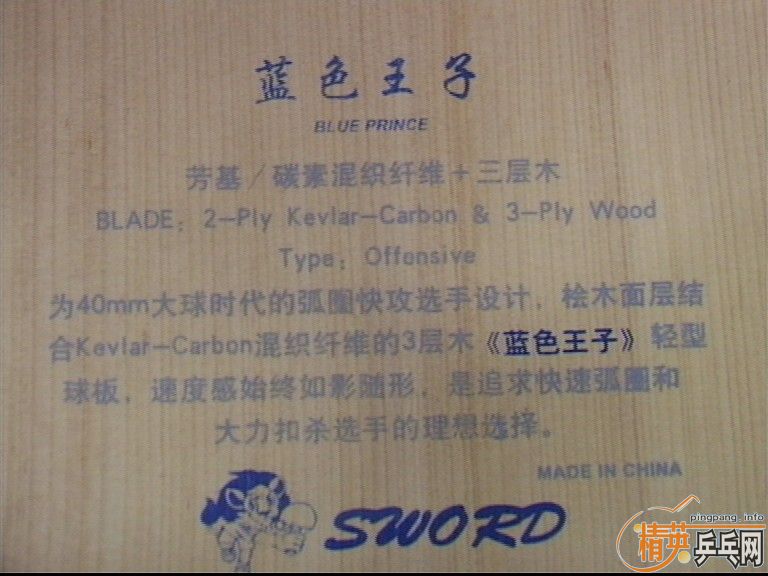 蓝色王子
BLUE PRINCE
芳基/碳素混织纤维+三层木
BLADE: 2-Ply Kevlar-Carbon & 3-Ply Wood
Type: Offensive
为40mm大球时代的弧圈快攻选手设计，桧木面层结
合Kevlar-Carbon混织纤维的3层木《蓝色王子》轻型
球板，速度感始终如影随形，是追求快速弧圈和
大力扣杀选手的理想选择。
MADE IN CHINA
SWORD
pingpang.info
精英乒乓网